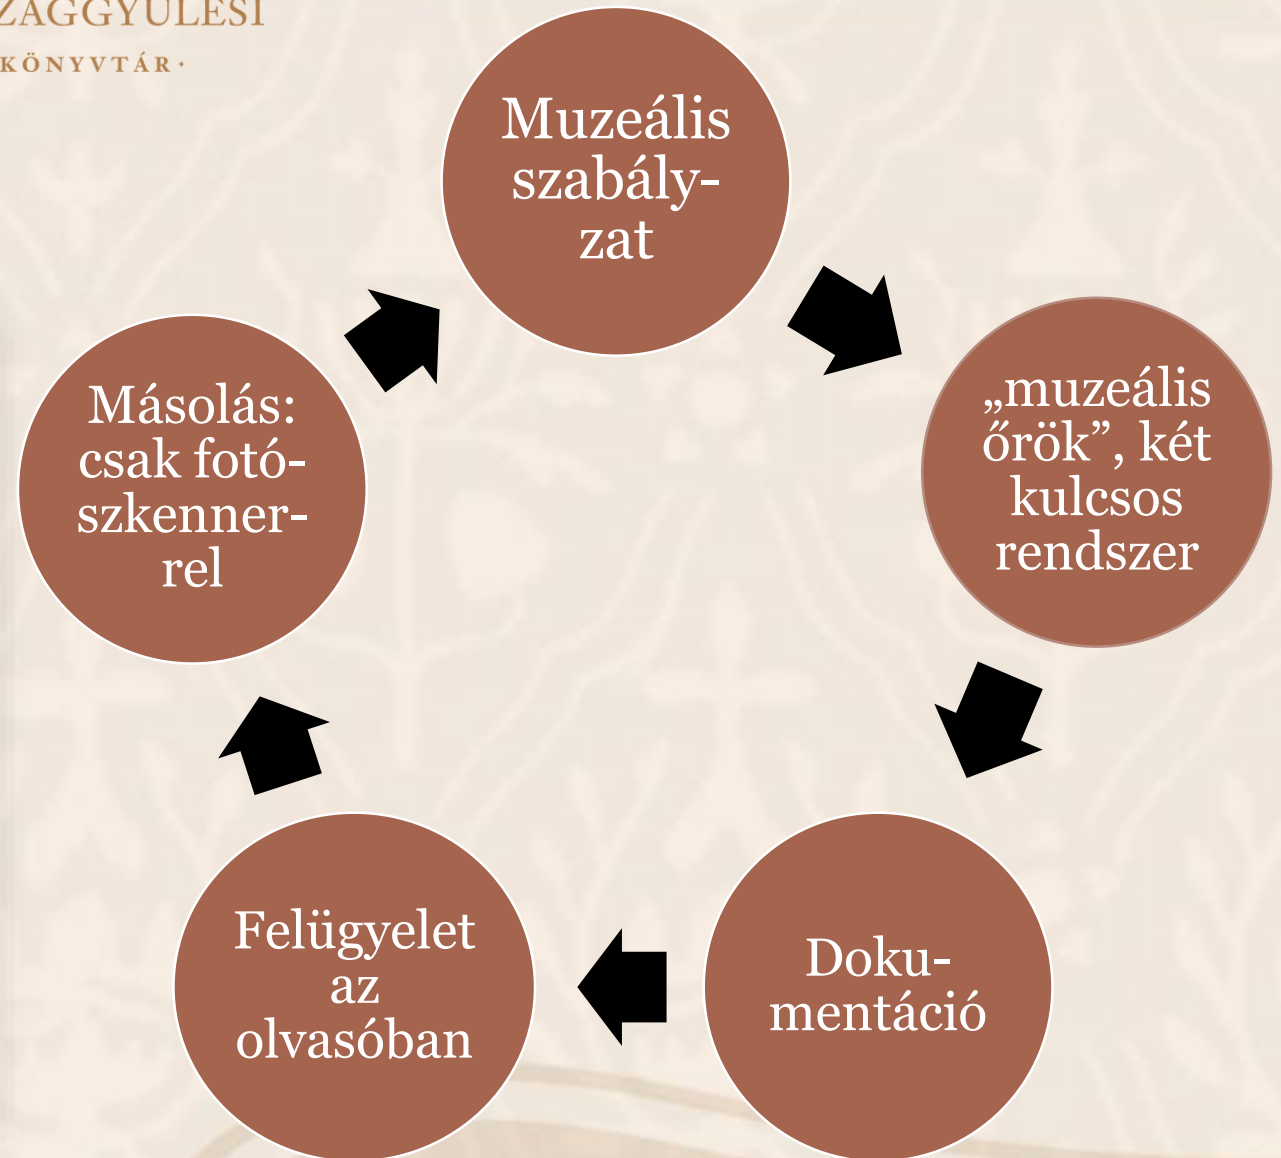 ZÁGGYŰLÉSI
KÖNYVTÁR·
Muzeális
szabály-
zat
„muzeális
őrök”, két
kulcsos
rendszer
Doku-
mentáció
Felügyelet
az
olvasóban
Másolás:
csak fotó-
szkenner-
rel